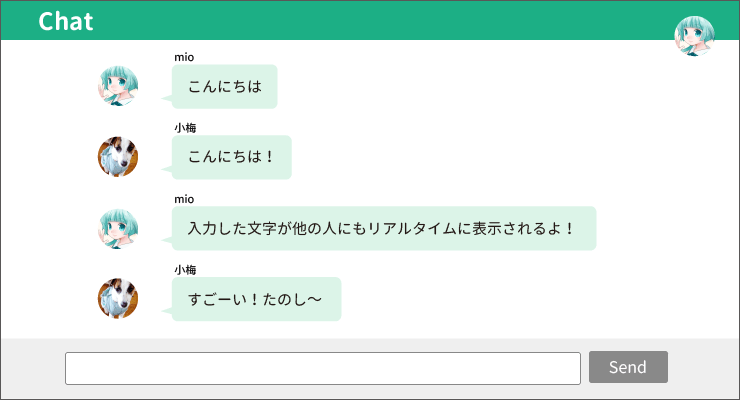 Chat
mio
こんにちは
小梅
こんにちは！
mio
入力した文字が他の人にもリアルタイムに表示されるよ！
小梅
すごーい！たのし〜
Send